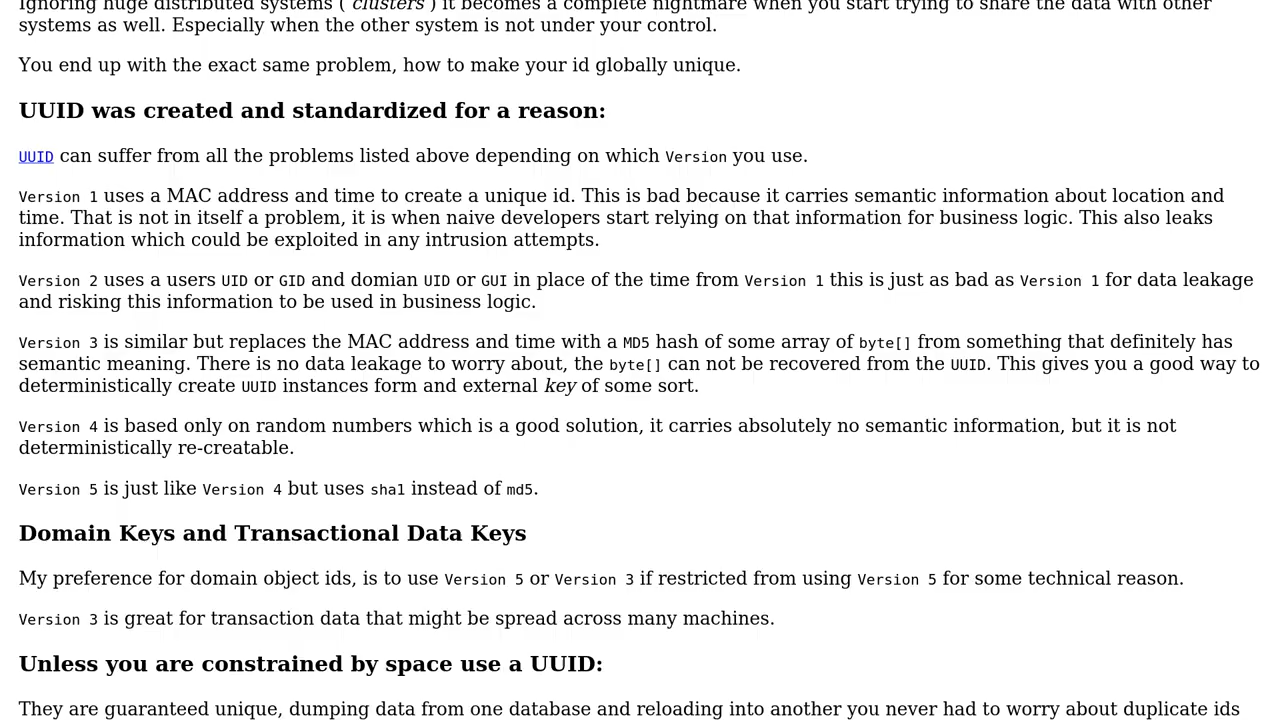 Ignoring huge distributed systems ( clusters ) it becomes a complete nightmare when you start trying to share the data with other
systems as well. Especially when the other system is not under your control.
You end up with the exact same problem, how to make your id globally unique.
UUID was created and standardized for a reason:
UUID can suffer from all the problems listed above depending on which Version you use.
Version 1 uses a MAC address and time to create a unique id. This is bad because it carries semantic information about location and
time. That is not in itself a problem, it is when naive developers start relying on that information for business logic. This also leaks
information which could be exploited in any intrusion attempts.
Version 2 uses a users UID or GID and domian UID or GUI in place of the time from Version 1 this is just as bad as Version 1 for data leakage
and risking this information to be used in business logic.
Version 3 is similar but replaces the MAC address and time with a MD5 hash of some array of byte[] from something that definitely has
semantic meaning. There is no data leakage to worry about, the byte[] can not be recovered from the UUID. This gives you a good way to
deterministically create UUID instances form and external key of some sort.
Version 4 is based only on random numbers which is a good solution, it carries absolutely no semantic information, but it is not
deterministically re-creatable.
Version 5 is just like Version 4 but uses sha1 instead of md5.
Domain Keys and Transactional Data Keys
My preference for domain object ids, is to use Version 5 or Version 3 if restricted from using Version 5 for some technical reason.
Version 3 is great for transaction data that might be spread across many machines.
Unless you are constrained by space use a UUID:
They are guaranteed unique, dumping data from one database and reloading into another you never had to worry about duplicate ids